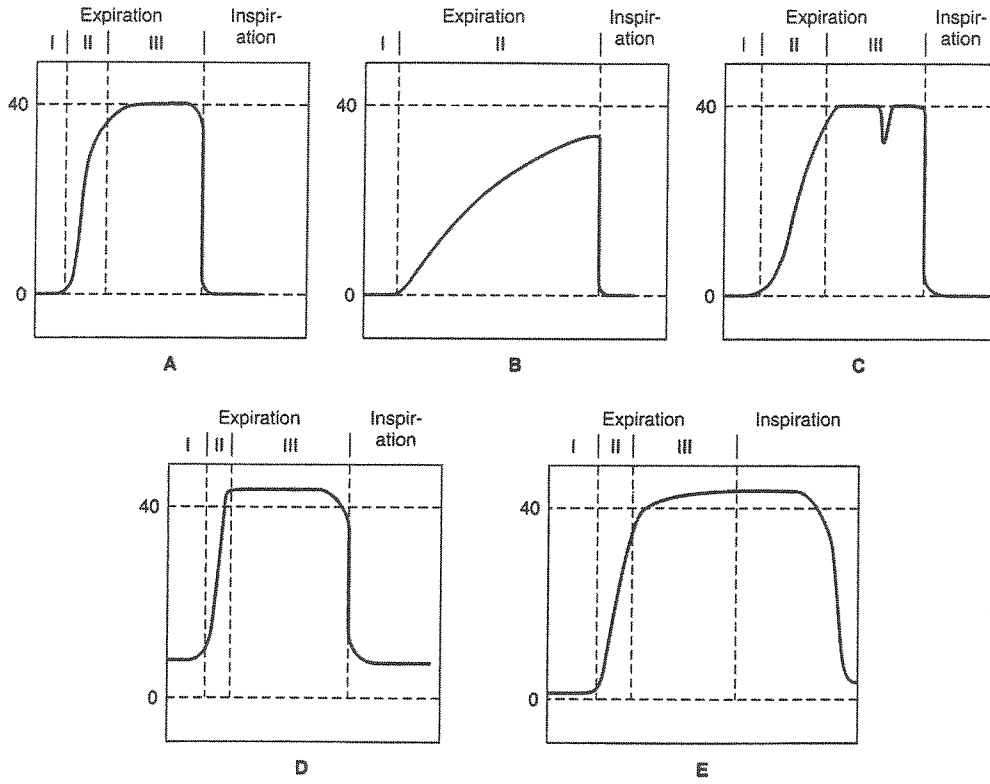 Expiration
Inspir-
ation
I | II | III |
40
0
A
Expiration
Inspir-
ation
I | II |
40
0
B
Expiration
Inspir-
ation
I | II | III |
40
0
C
Expiration
Inspir-
ation
I | II | III |
40
0
D
Expiration
Inspiration
I | II | III |
40
0
E